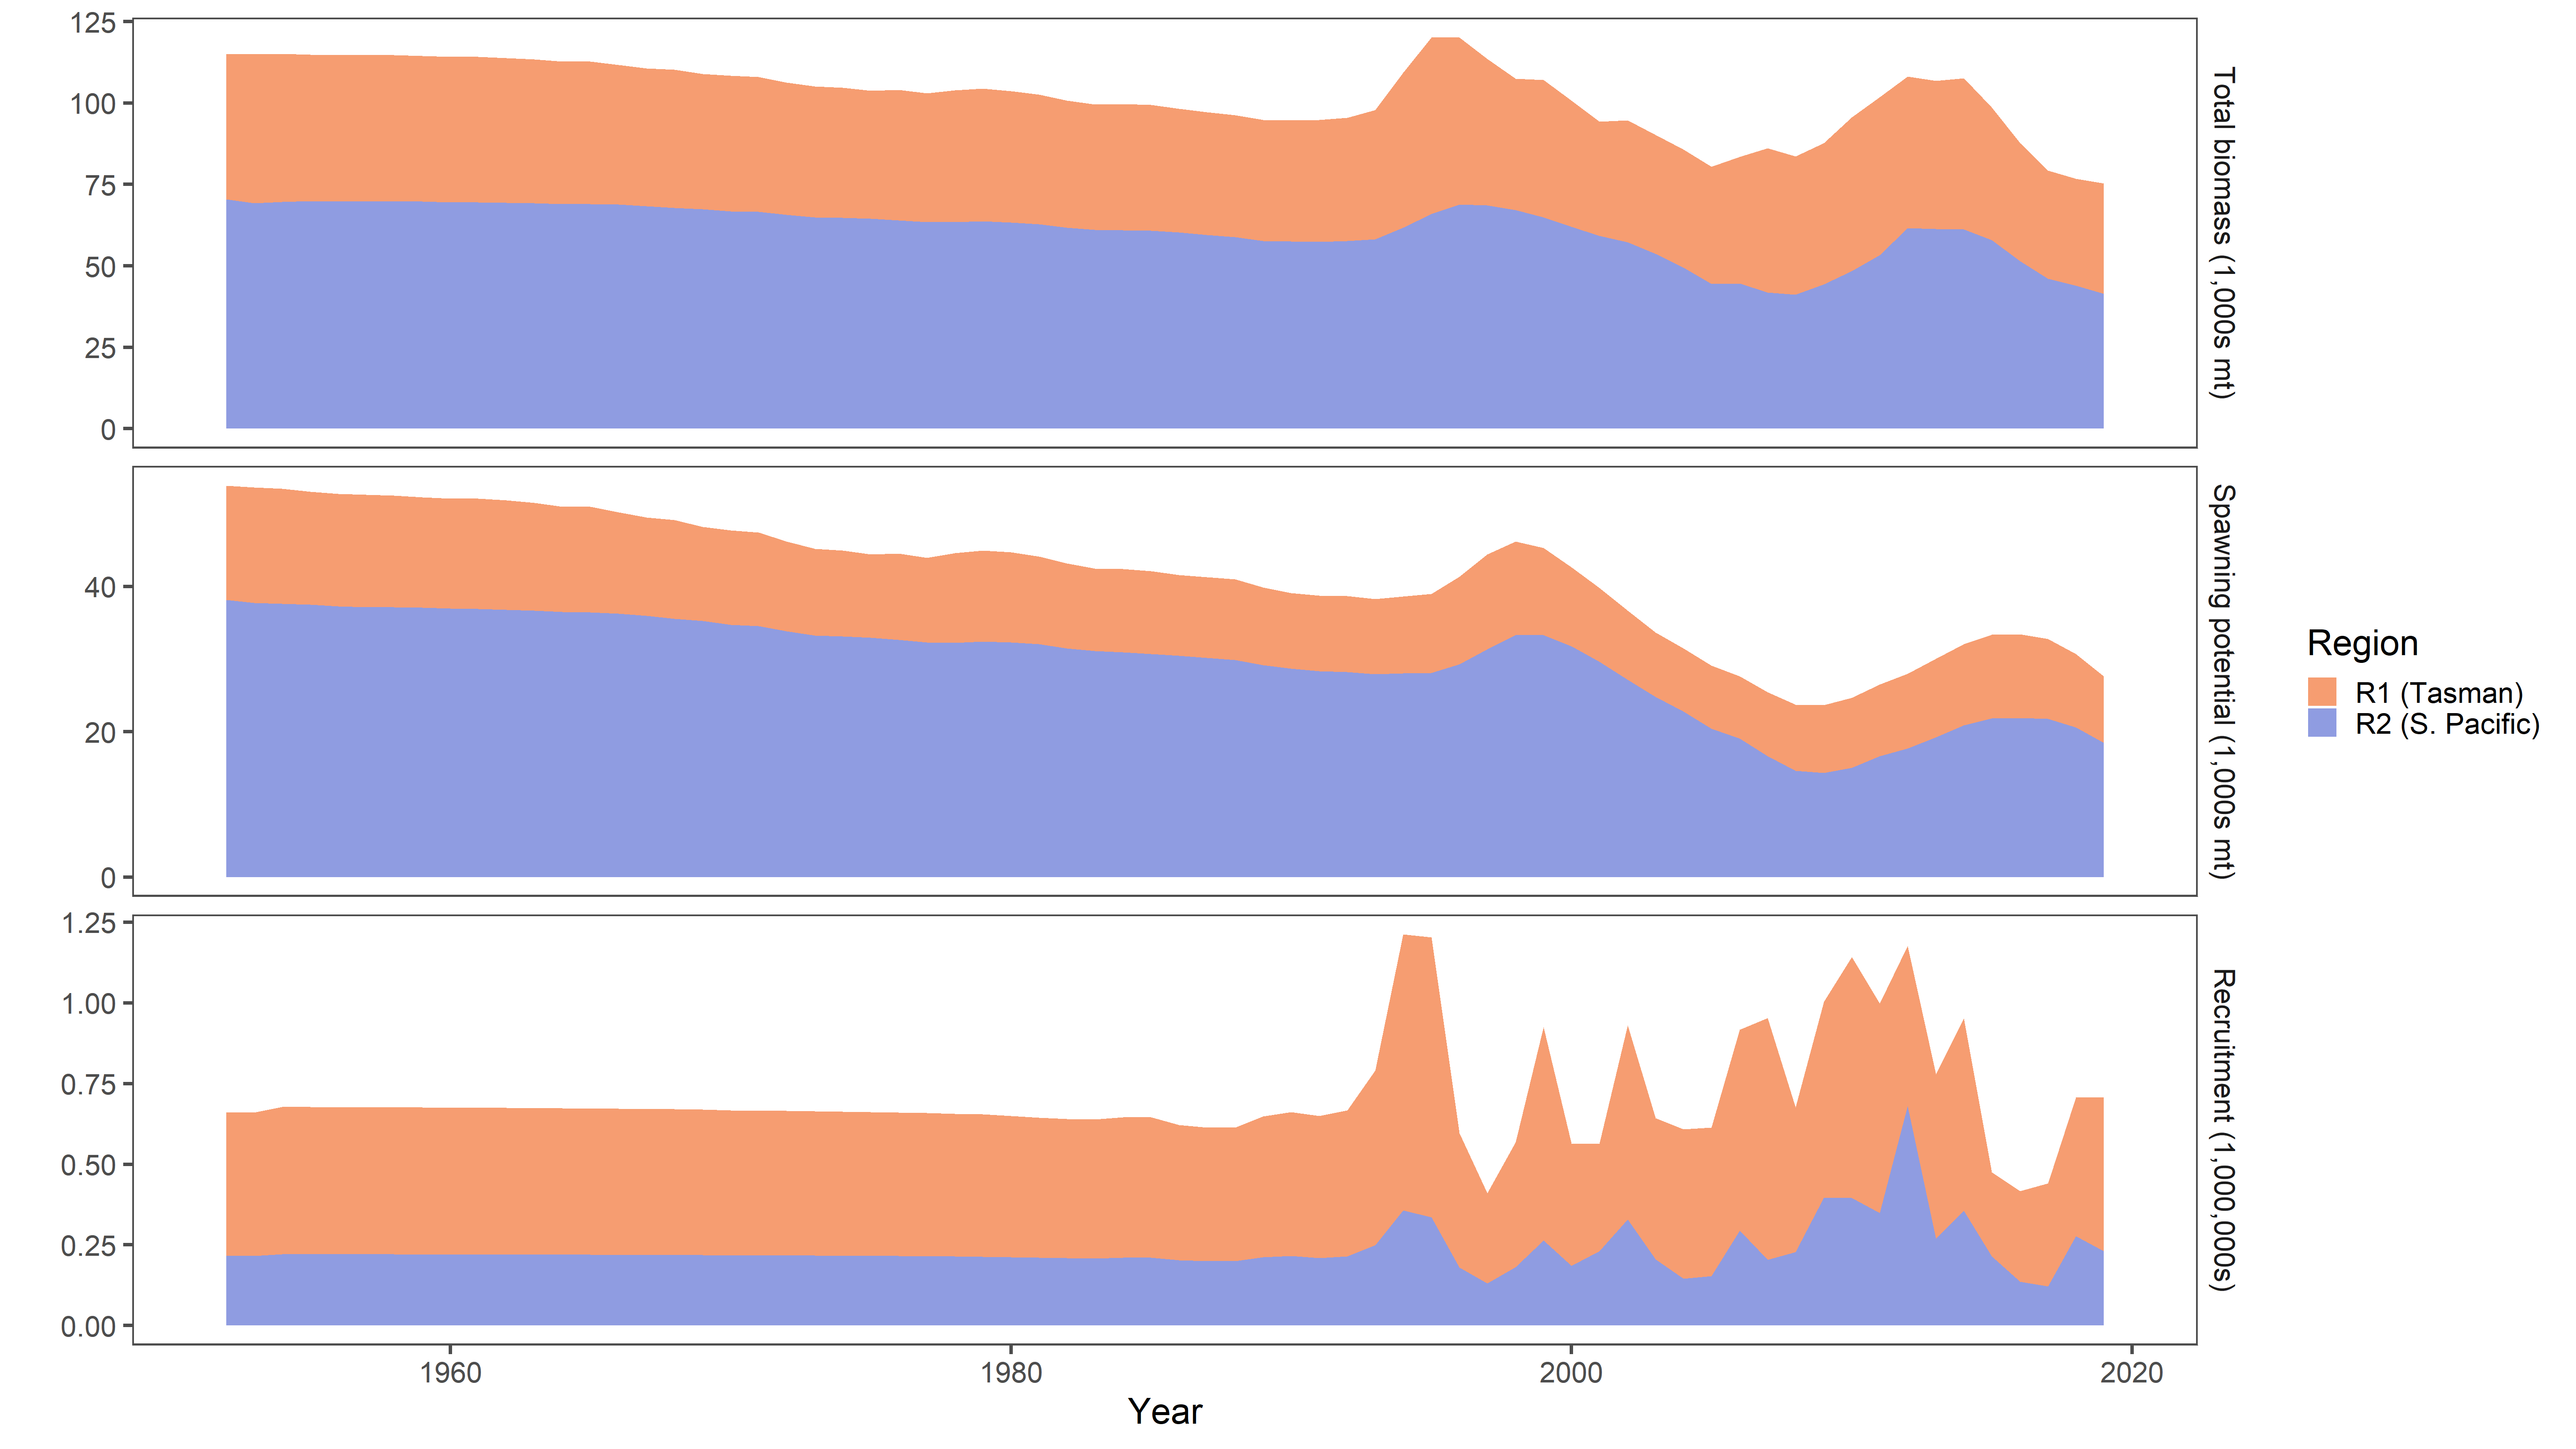 125
100
75
50
25
0
Total biomass (1,000s mt)
40
20
0
Spawning potential (1,000s mt)
1.25
1.00
0.75
0.50
0.25
0.00
Recruitment (1,000,000s)
1960
1980
2000
2020
Year
Region
R1 (Tasman)
R2 (S. Pacific)